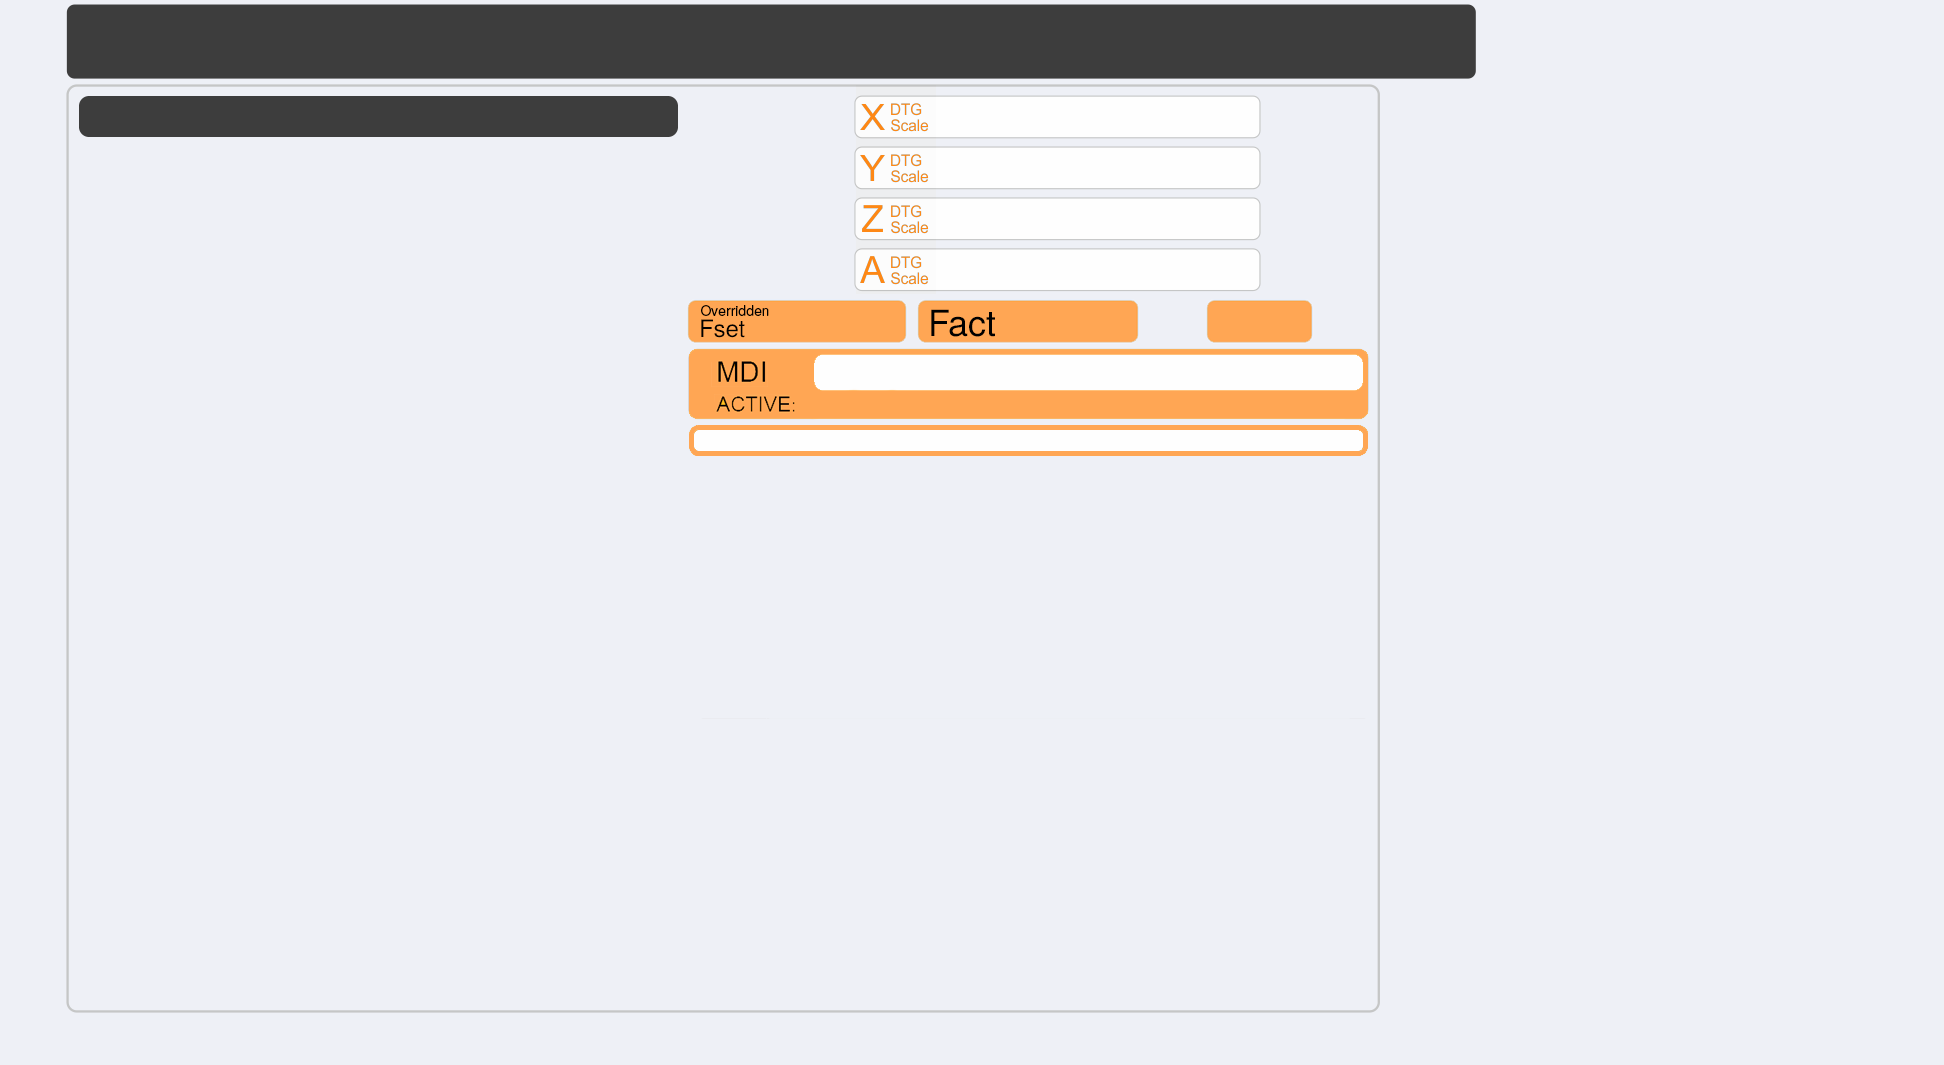 X DTG
Scale
Y DTG
Scale
Z DTG
Scale
A DTG
Scale
Overridden
Fset
Fact
MDI
ACTIVE: